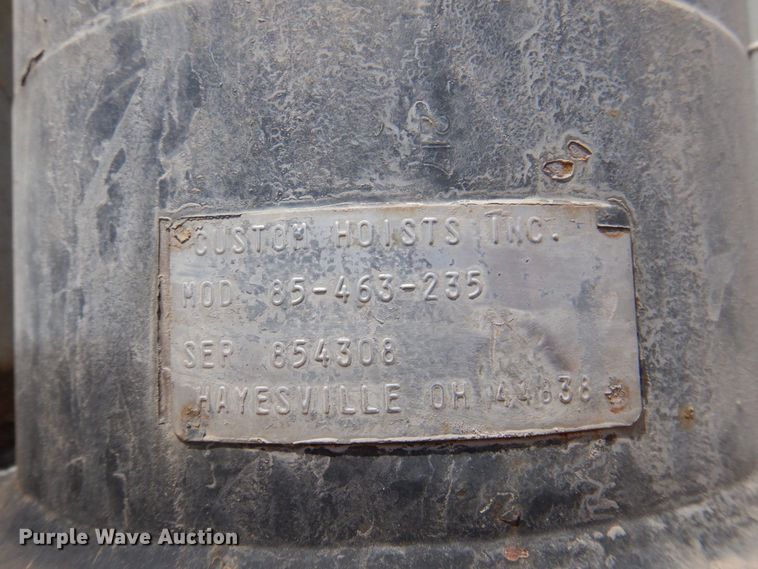 CUSTOM HOISTS INC.
MOD 85-463-235
SER 854308
HAYESVILLE OH 44838
Purple Wave Auction